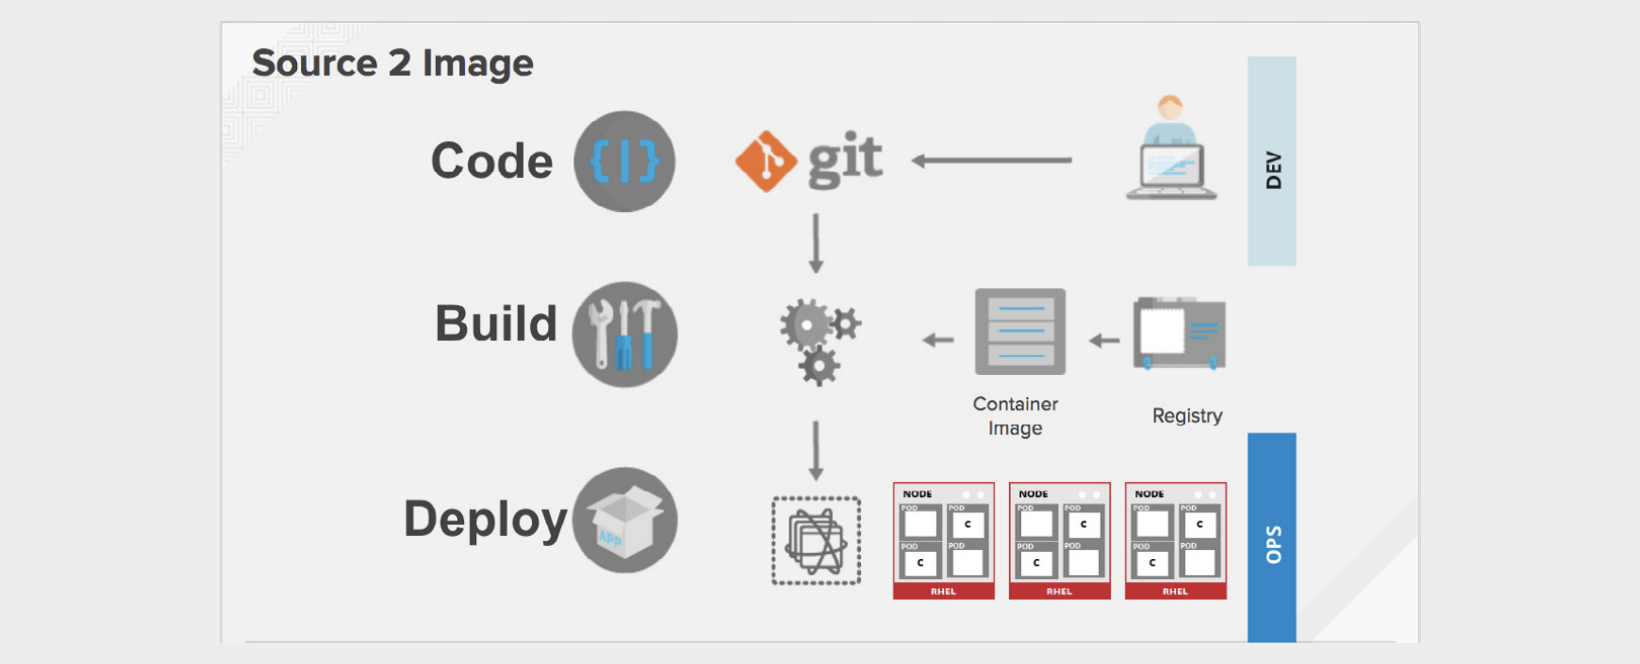 Source 2 Image
Code
{|}
git
DEV
Build
Container
Image
Registry
Deploy
APP
NODE
POD
POD
C
POD
C
POD
RHEL
NODE
POD
POD
C
POD
C
POD
RHEL
NODE
POD
POD
C
POD
C
POD
RHEL
OPS